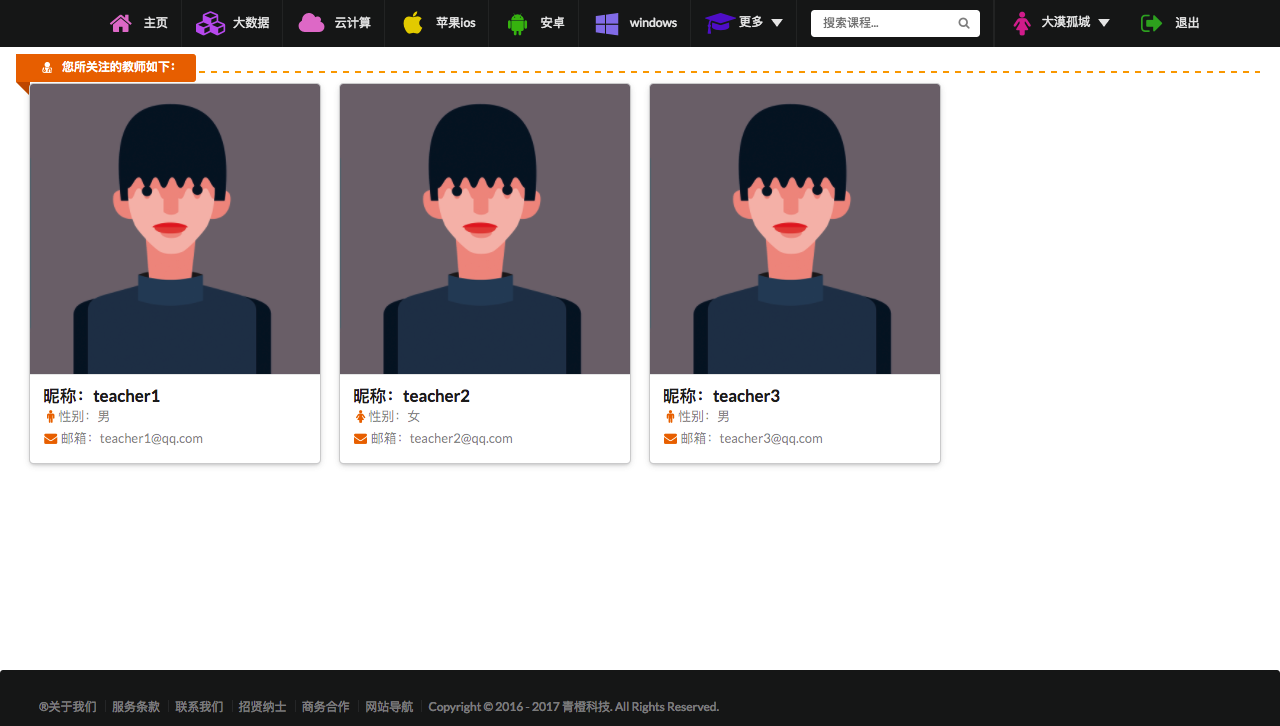 主页 大数据 云计算 苹果ios 安卓 windows 更多 搜索课程... 大漠孤城 退出
您所关注的教师如下：
昵称：teacher1
性别：男
邮箱：teacher1@qq.com
昵称：teacher2
性别：女
邮箱：teacher2@qq.com
昵称：teacher3
性别：男
邮箱：teacher3@qq.com
®关于我们 服务条款 联系我们 招贤纳士 商务合作 网站导航 Copyright © 2016 - 2017 青橙科技. All Rights Reserved.